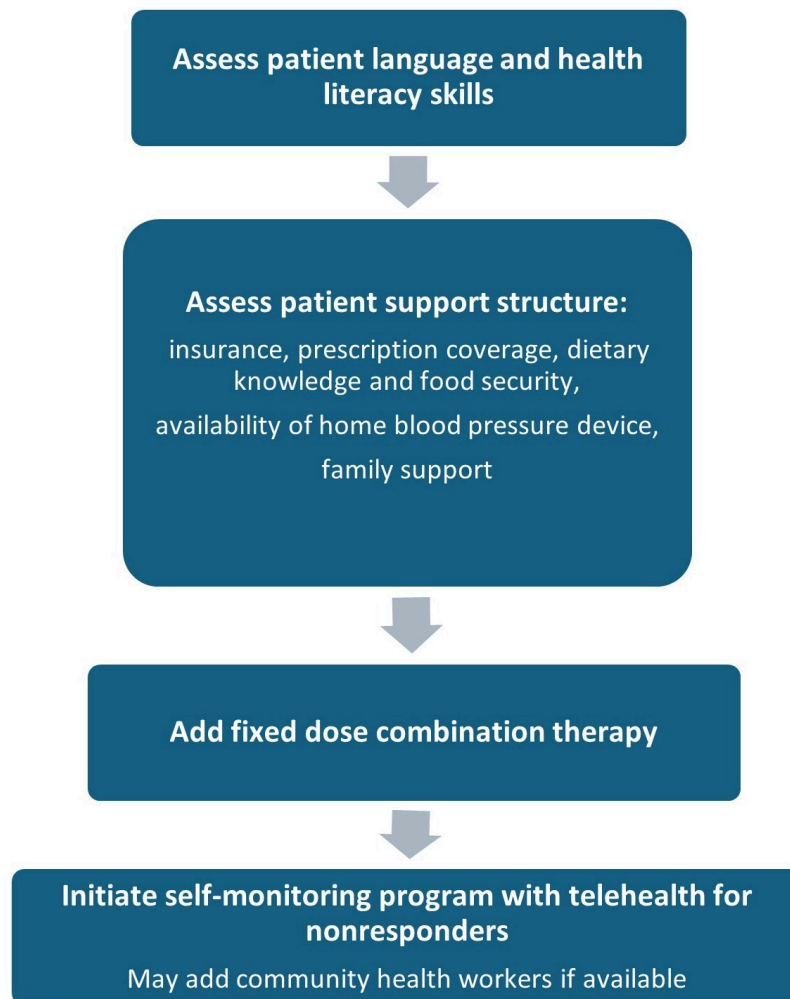 Assess patient language and health
literacy skills
Assess patient support structure:
insurance, prescription coverage, dietary
knowledge and food security,
availability of home blood pressure device,
family support
Add fixed dose combination therapy
Initiate self-monitoring program with telehealth for
nonresponders
May add community health workers if available